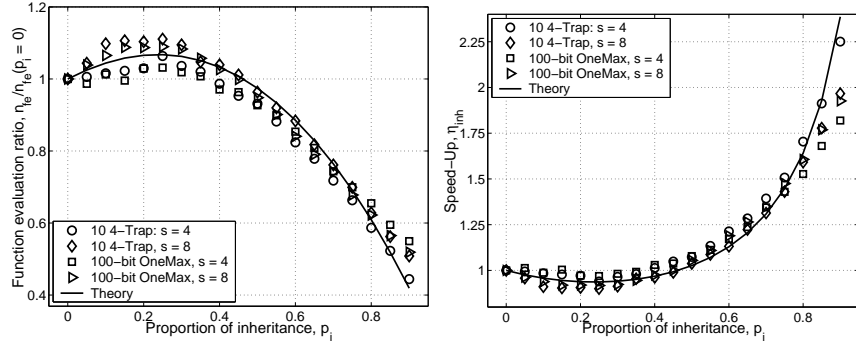 1.2
1
0.8
0.6
0.4
0
0.2
0.4
0.6
0.8
1
Function evaluation ratio, n_fe/n_fe(p_i = 0)
Proportion of inheritance, p_i
10 4-Trap: s = 4
10 4-Trap, s = 8
100-bit OneMax, s = 4
100-bit OneMax, s = 8
Theory
2.25
2
1.75
1.5
1.25
1
0
0.2
0.4
0.6
0.8
1
Speed-Up, η_inh
Proportion of inheritance, p_i
10 4-Trap: s = 4
10 4-Trap, s = 8
100-bit OneMax, s = 4
100-bit OneMax, s = 8
Theory